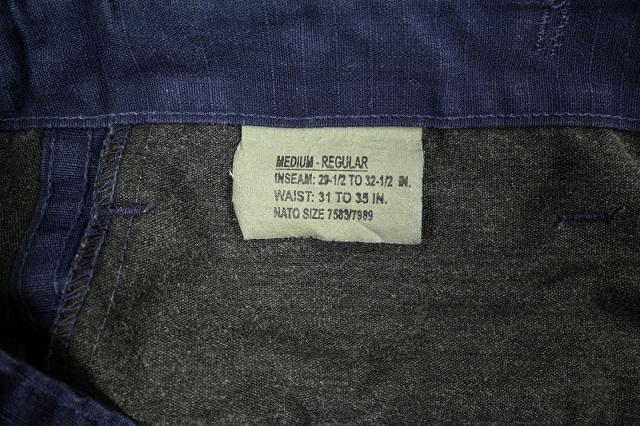 MEDIUM - REGULAR
INSEAM: 29-1/2 TO 32-1/2 IN.
WAIST: 31 TO 35 IN.
NATO SIZE 7583/7989